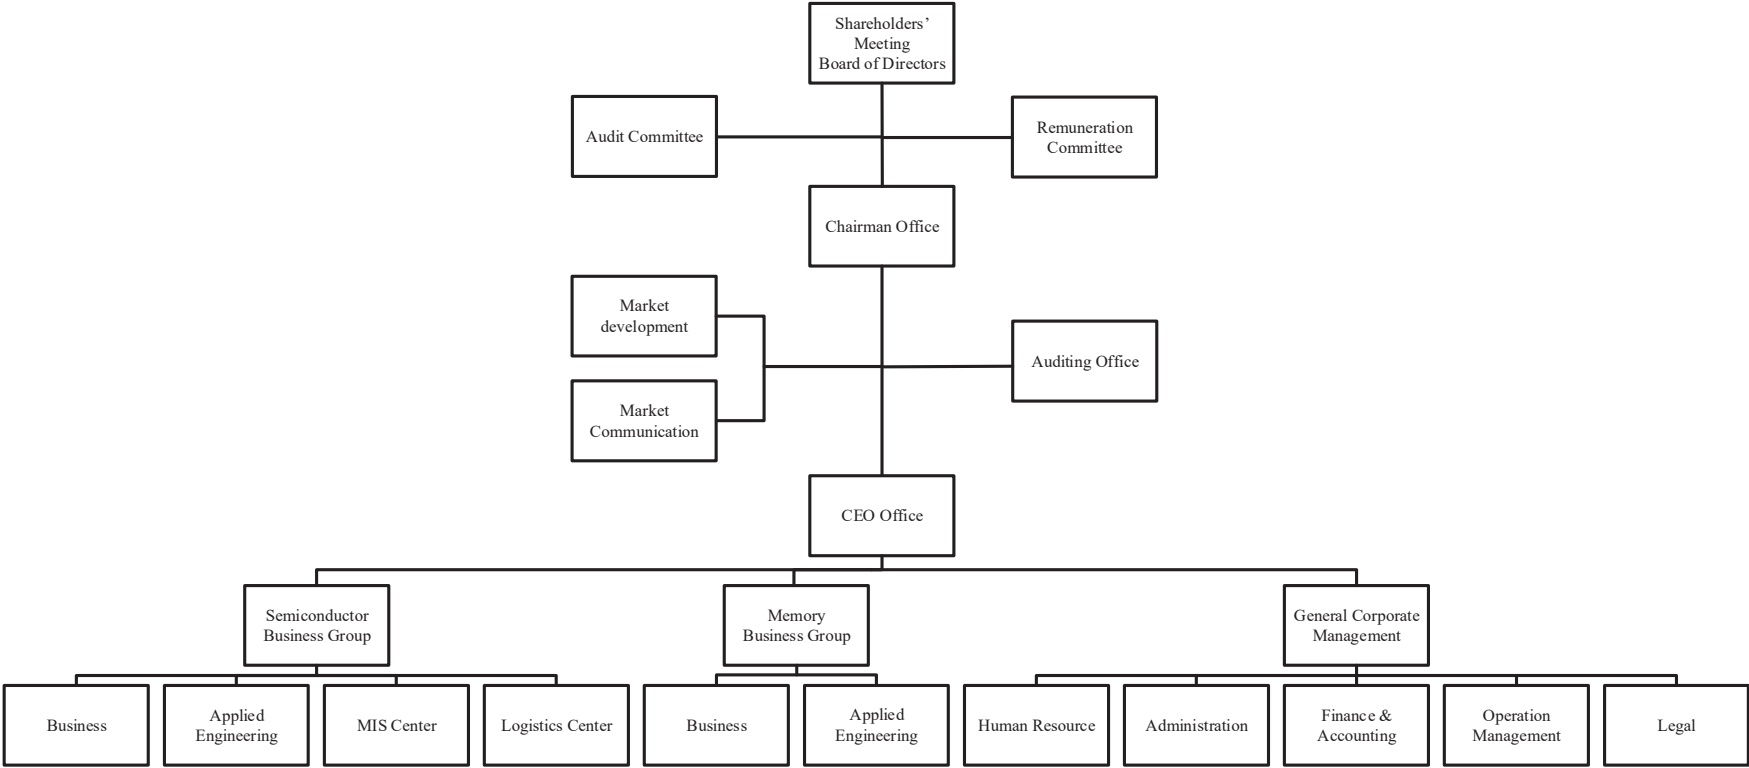 Shareholders’
Meeting
Board of Directors
Audit Committee
Remuneration
Committee
Chairman Office
Market
development
Auditing Office
Market
Communication
CEO Office
Semiconductor
Business Group
Memory
Business Group
General Corporate
Management
Business
Applied
Engineering
MIS Center
Logistics Center
Business
Applied
Engineering
Human Resource
Administration
Finance &
Accounting
Operation
Management
Legal